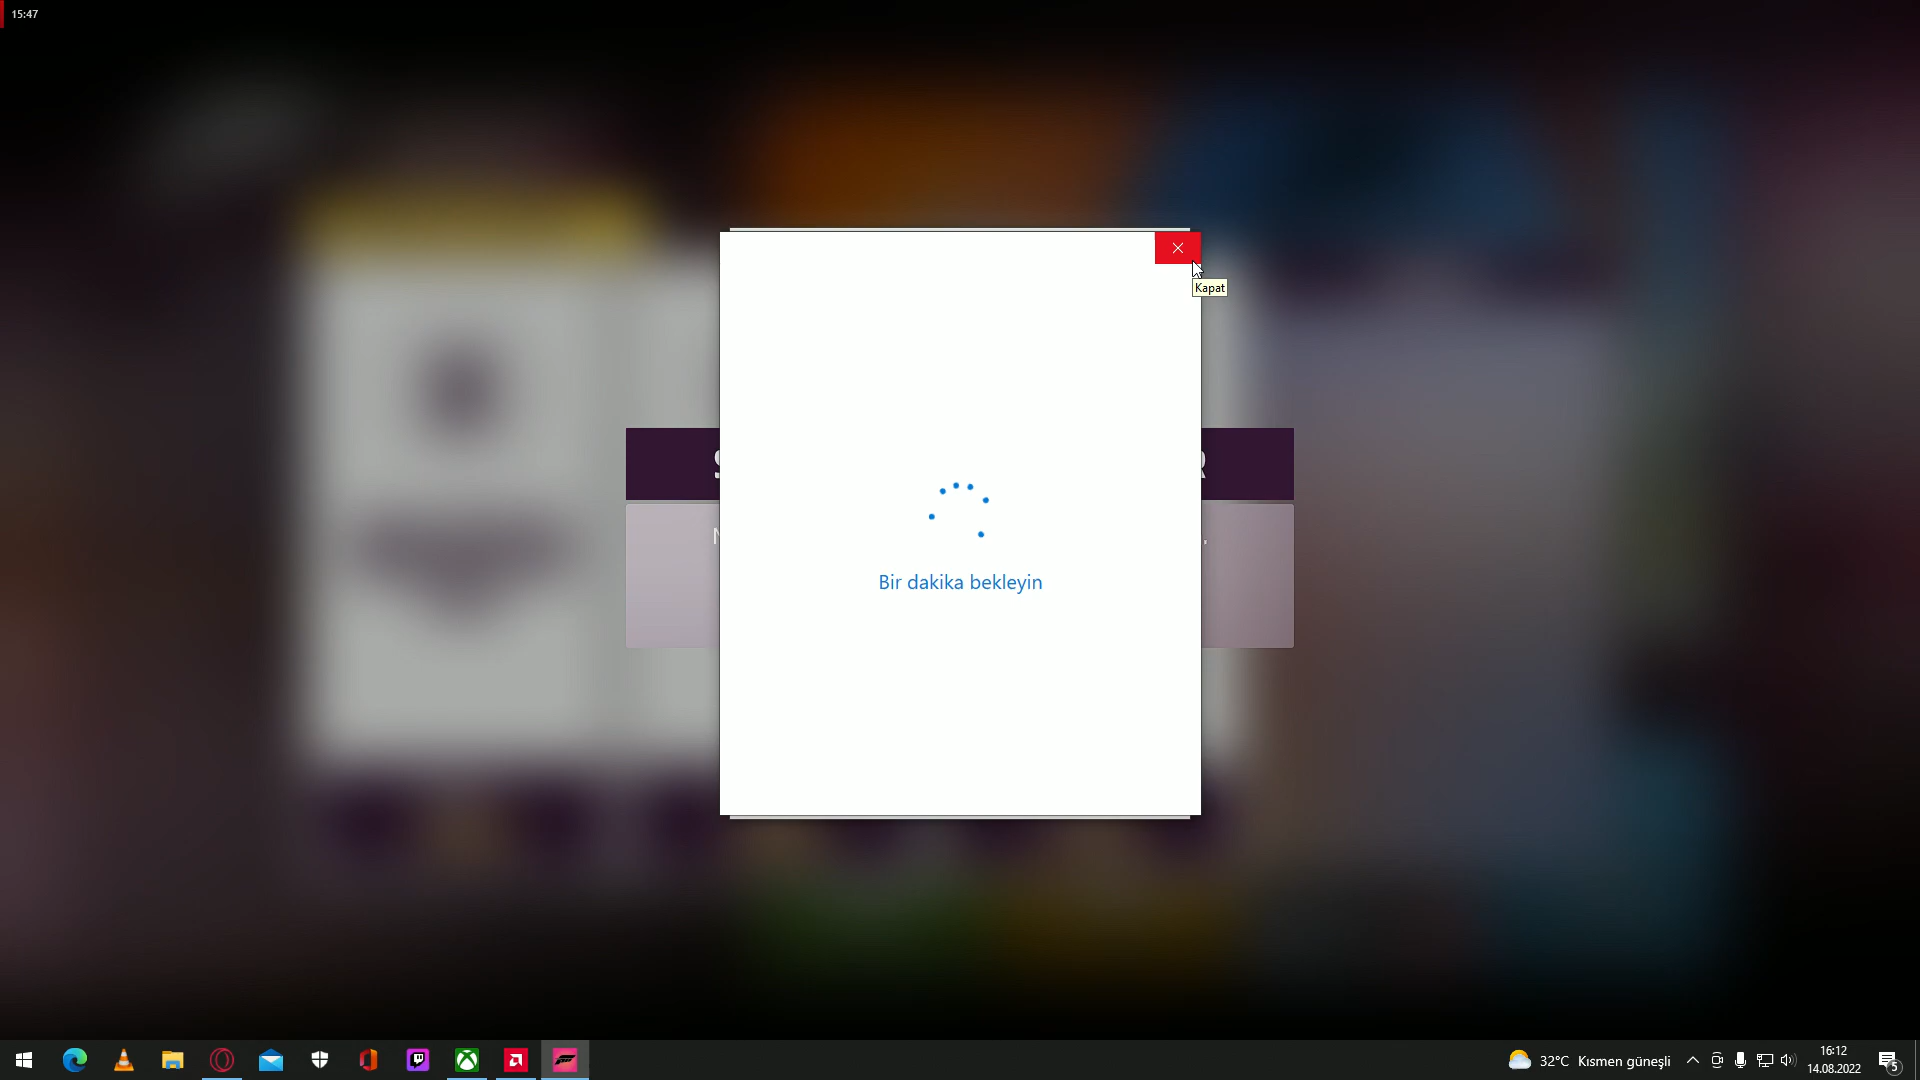 15:47
Kapat
Bir dakika bekleyin
32°C Kısmen güneşli
16:12
14.08.2022
5